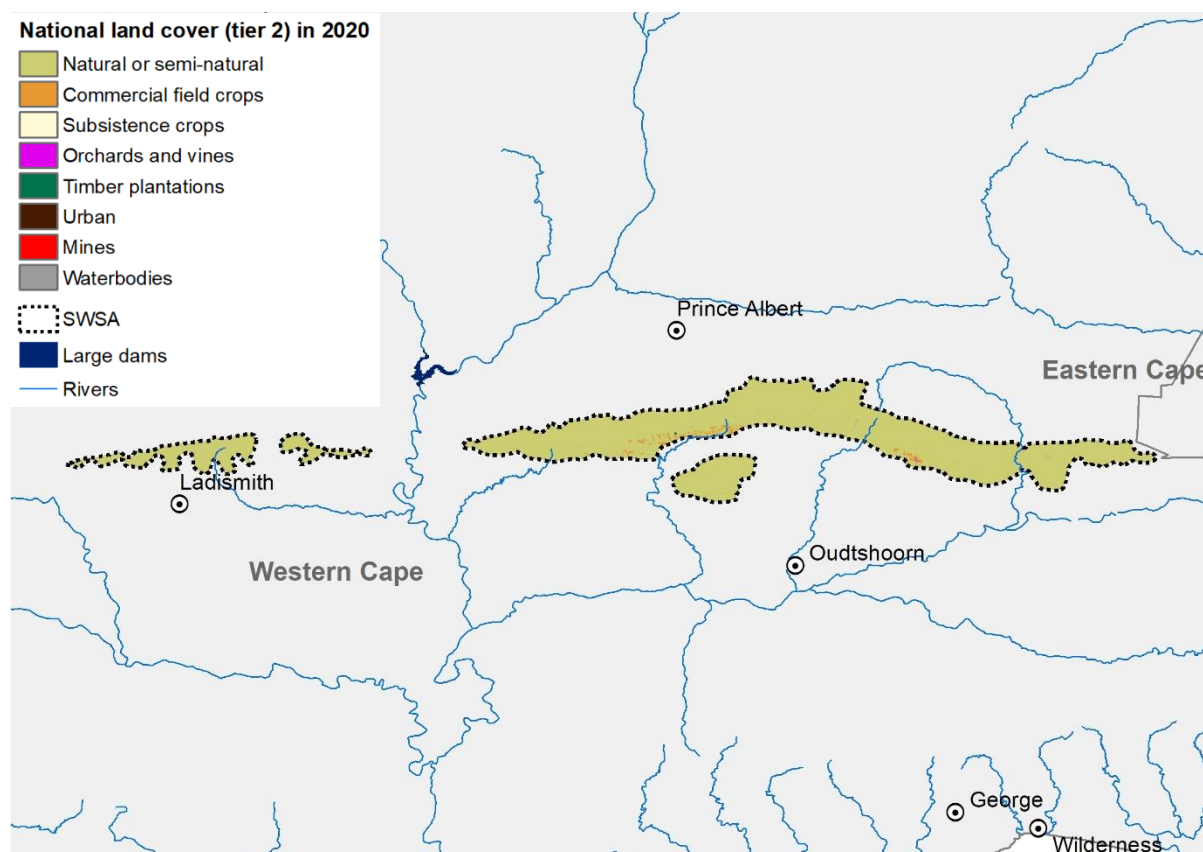 National land cover (tier 2) in 2020
Natural or semi-natural
Commercial field crops
Subsistence crops
Orchards and vines
Timber plantations
Urban
Mines
Waterbodies
SWSA
Large dams
Rivers
Prince Albert
Eastern Cape
Ladismith
Oudtshoorn
Western Cape
George
Wilderness